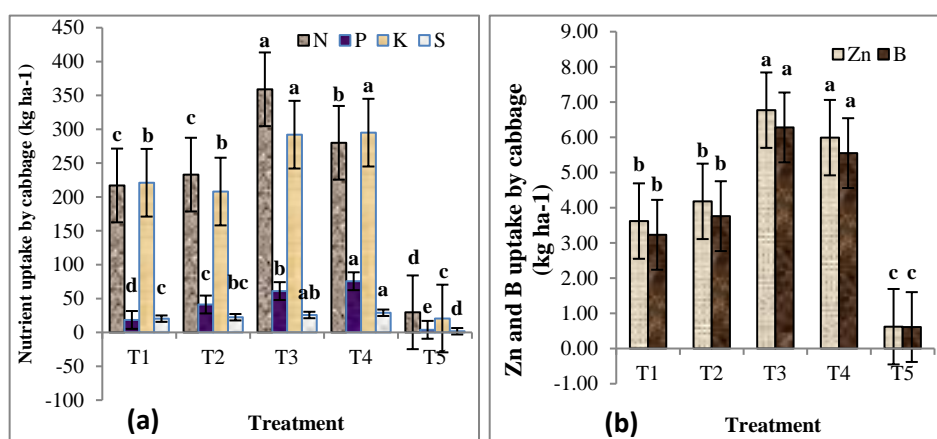 Nutrient uptake by cabbage (kg ha-1)
450
400
350
300
250
200
150
100
50
0
-50
-100
N P K S
c d b c
c c b bc
a b a ab
b a a a
d e c d
T1 T2 T3 T4 T5
(a) Treatment
Zn and B uptake by cabbage
(kg ha-1)
9.00
8.00
7.00
6.00
5.00
4.00
3.00
2.00
1.00
0.00
-1.00
Zn B
b b
b b
a a
a a
c c
T1 T2 T3 T4 T5
(b) Treatment